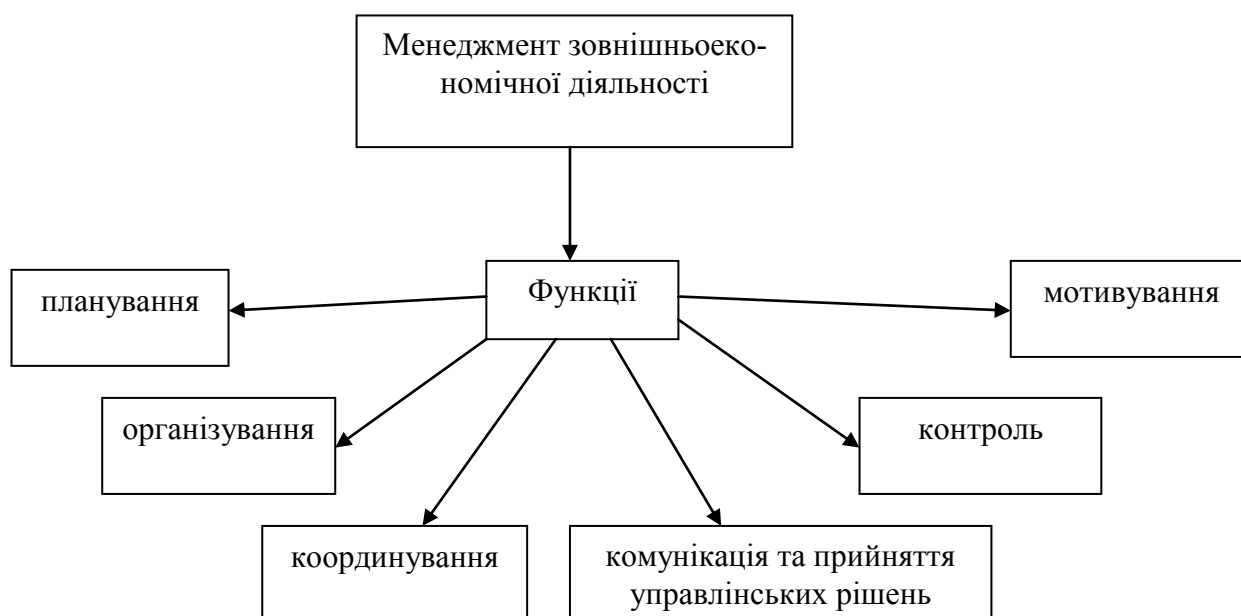 Менеджмент зовнішньоеко-
номічної діяльності
Функції
планування
мотивування
організування
контроль
координування
комунікація та прийняття
управлінських рішень